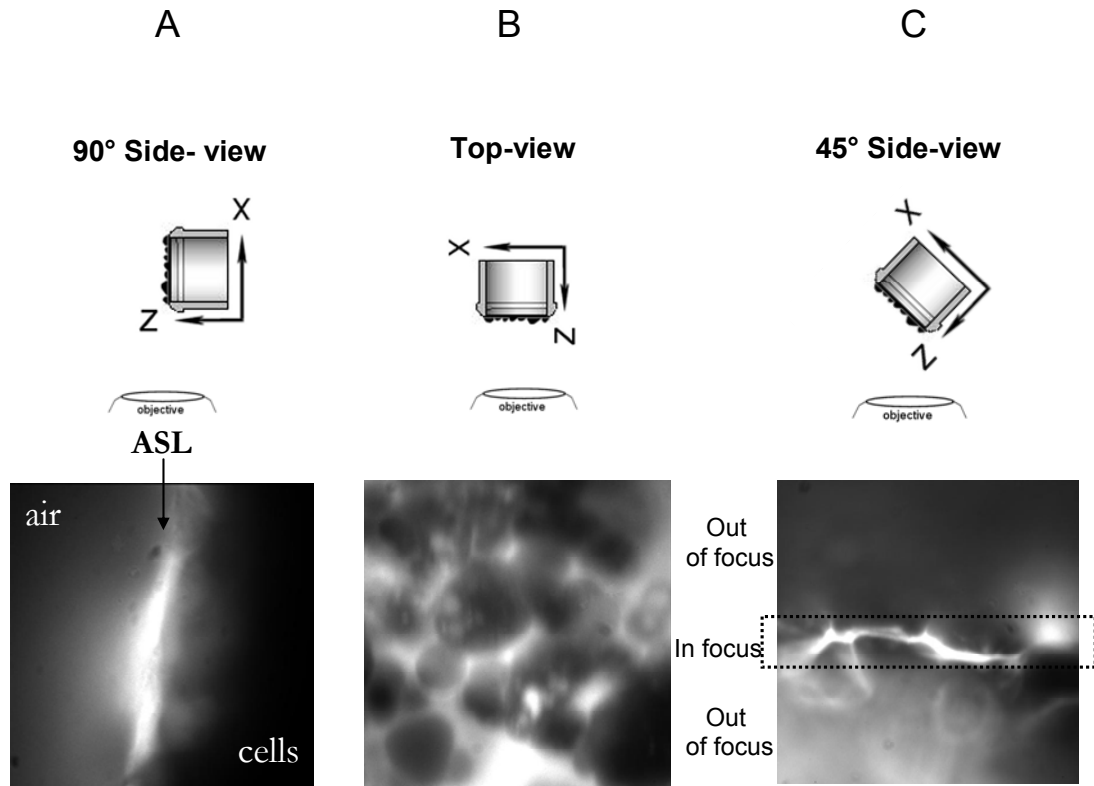 A
B
C
90° Side- view
Top-view
45° Side-view
X
Z
X
Z
X
Z
objective
objective
objective
ASL
air
cells
Out
of focus
In focus
Out
of focus